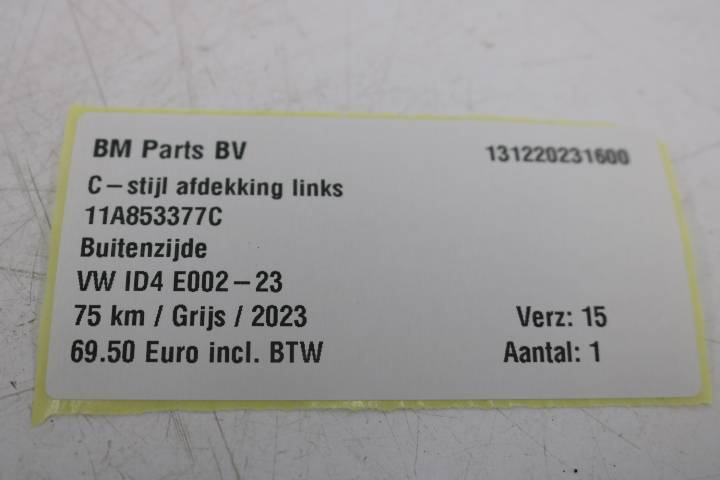 BM Parts BV 131220231600
C-stijl afdekking links
11A853377C
Buitenzijde
VW ID4 E002-23
75 km / Grijs / 2023 Verz: 15
69.50 Euro incl. BTW Aantal: 1